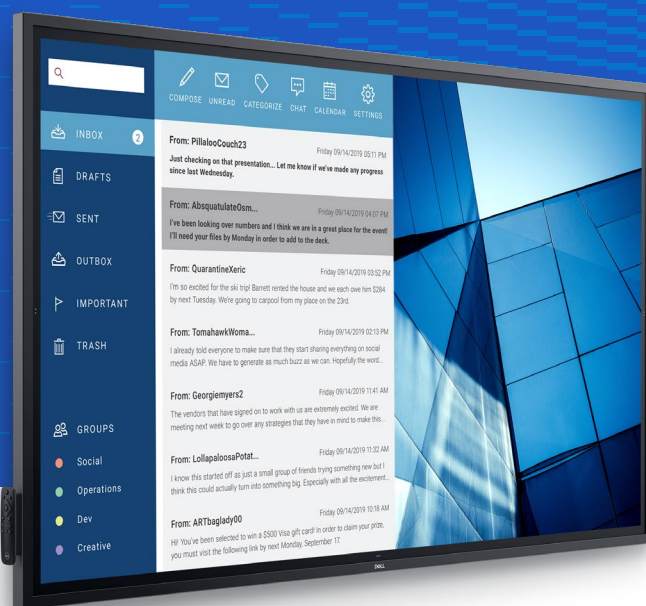 COMPOSE
UNREAD
CATEGORIZE
CHAT
CALENDAR
SETTINGS
INBOX 2
DRAFTS
SENT
OUTBOX
IMPORTANT
TRASH
GROUPS
Social
Operations
Dev
Creative
From: PillalooCouch23
Friday 09/14/2019 05:11 PM
Just checking on that presentation... Let me know if we've made any progress
since last Wednesday.
From: AbsquatulateOsm...
Friday 09/14/2019 04:07 PM
I've been looking over numbers and I think we are in a great place for the event!
I'll need your files by Monday in order to add to the deck.
From: QuarantineXeric
Friday 09/14/2019 03:52 PM
I'm so excited for the ski trip! Barrett rented the house and we each owe him $284
by next Tuesday. We're going to carpool from my place on the 23rd.
From: TomahawkWoma...
Friday 09/14/2019 02:13 PM
I already told everyone to make sure that they start sharing everything on social
media ASAP. We have to generate as much buzz as we can. Hopefully the word...
From: Georgiemyers2
Friday 09/14/2019 11:41 AM
The vendors that have signed on to work with us are extremely excited. We are
meeting next week to go over any strategies that they have in mind to make this...
From: LollapaloosaPotat...
Friday 09/14/2019 11:32 AM
I know this started off as just a small group of friends trying something new but I
think this could actually turn into something big. Especially with all the excitement...
From: ARTbaglady00
Friday 09/14/2019 10:18 AM
Hi! You've been selected to win a $500 Visa gift card! In order to claim your prize,
you must visit the following link by next Monday, September 17.
DELL